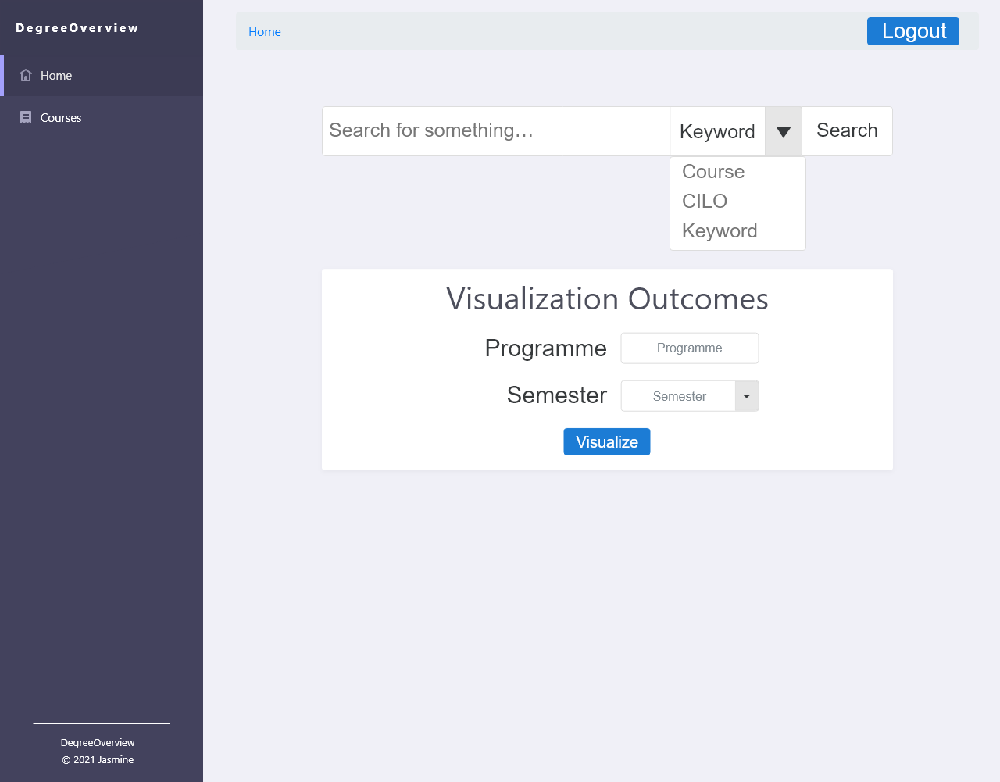 DegreeOverview
Home
Courses
Home
Logout
Search for something...
Keyword
Search
Course
CILO
Keyword
Visualization Outcomes
Programme
Programme
Semester
Semester
Visualize
DegreeOverview
© 2021 Jasmine